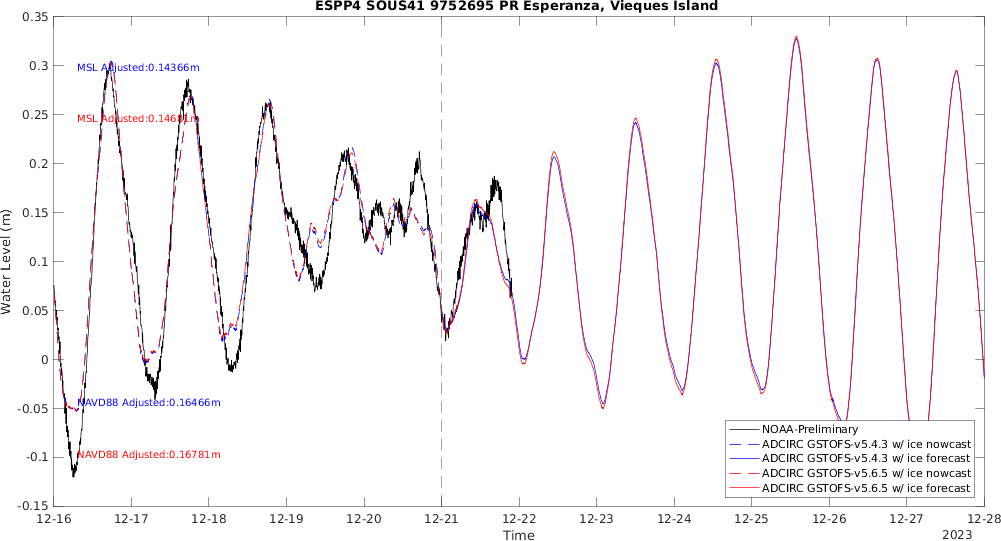 ESPP4 SOUS41 9752695 PR Esperanza, Vieques Island
0.35
0.3
0.25
0.2
0.15
0.1
0.05
0
-0.05
-0.1
-0.15
Water Level (m)
MSL Adjusted:0.14366m
MSL Adjusted:0.14681m
NAVD88 Adjusted:0.16466m
NAVD88 Adjusted:0.16781m
NOAA-Preliminary
ADCIRC GSTOFS-v5.4.3 w/ ice nowcast
ADCIRC GSTOFS-v5.4.3 w/ ice forecast
ADCIRC GSTOFS-v5.6.5 w/ ice nowcast
ADCIRC GSTOFS-v5.6.5 w/ ice forecast
12-16 12-17 12-18 12-19 12-20 12-21 12-22 12-23 12-24 12-25 12-26 12-27 12-28
Time
2023